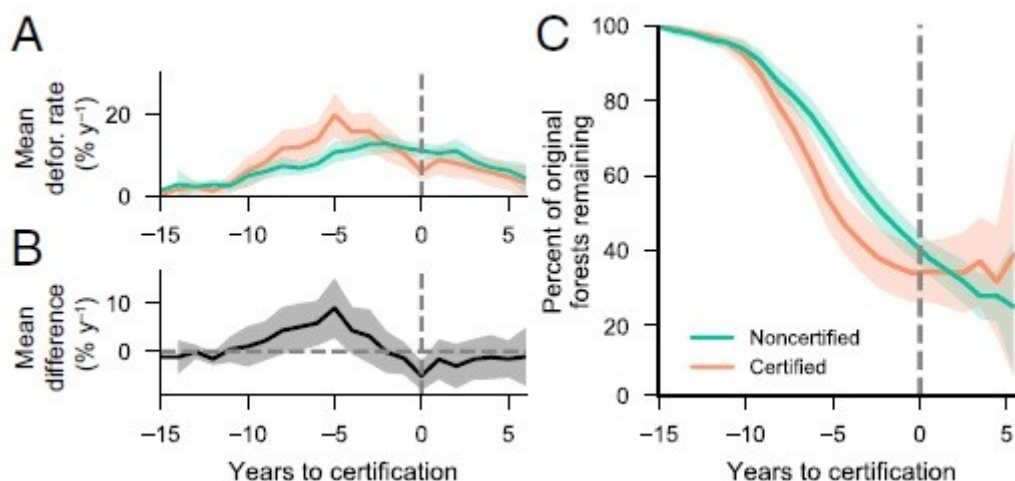 A
Mean
defor. rate
(% y⁻¹)
20
0
−15
−10
−5
0
5
B
Mean
difference
(% y⁻¹)
10
0
−15
−10
−5
0
5
Years to certification
C
Percent of original
forests remaining
100
80
60
40
20
0
Noncertified
Certified
−15
−10
−5
0
5
Years to certification